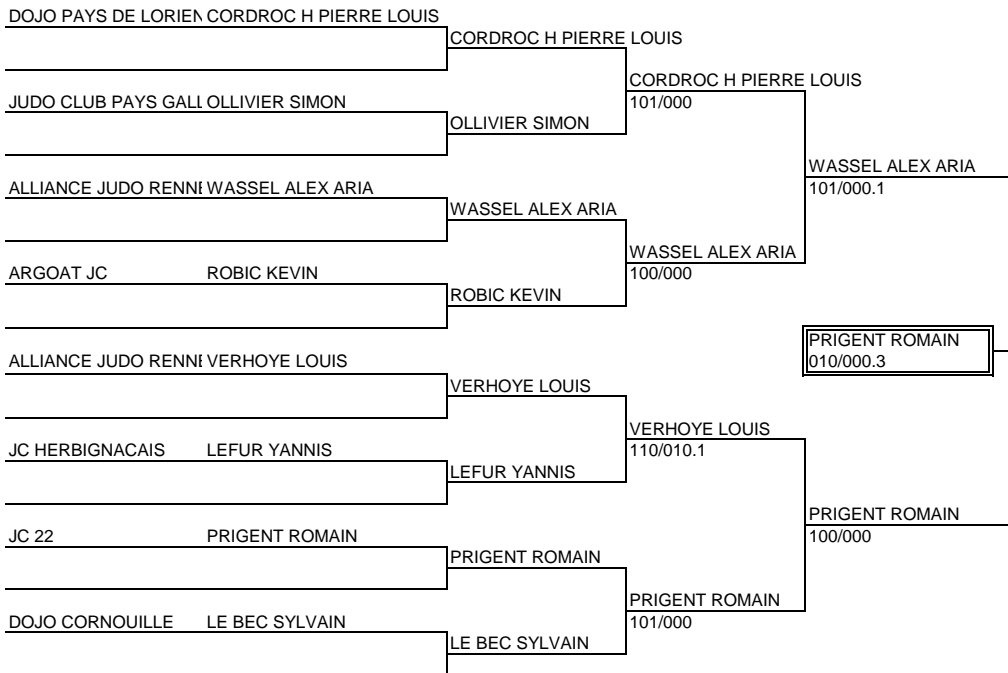 DOJO PAYS DE LORIEN CORDROC H PIERRE LOUIS
CORDROC H PIERRE LOUIS
CORDROC H PIERRE LOUIS
101/000
JUDO CLUB PAYS GALL OLLIVIER SIMON
OLLIVIER SIMON
WASSEL ALEX ARIA
101/000.1
ALLIANCE JUDO RENNE WASSEL ALEX ARIA
WASSEL ALEX ARIA
WASSEL ALEX ARIA
100/000
ARGOAT JC ROBIC KEVIN
ROBIC KEVIN
PRIGENT ROMAIN
010/000.3
ALLIANCE JUDO RENNE VERHOYE LOUIS
VERHOYE LOUIS
VERHOYE LOUIS
110/010.1
JC HERBIGNACAIS LEFUR YANNIS
LEFUR YANNIS
PRIGENT ROMAIN
100/000
JC 22 PRIGENT ROMAIN
PRIGENT ROMAIN
PRIGENT ROMAIN
101/000
DOJO CORNOUILLE LE BEC SYLVAIN
LE BEC SYLVAIN